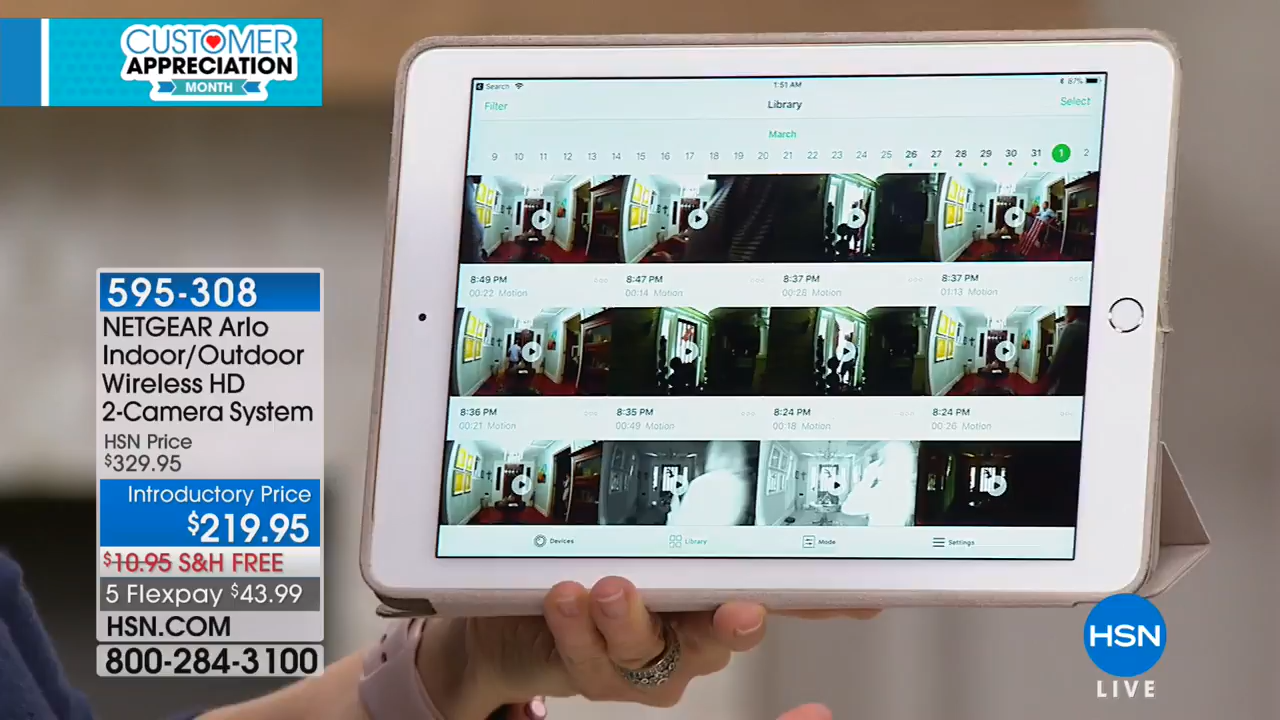 CUSTOMER
APPRECIATION
MONTH
595-308
NETGEAR Arlo
Indoor/Outdoor
Wireless HD
2-Camera System
HSN Price
$329.95
Introductory Price
$219.95
$10.95 S&H FREE
5 Flexpay $43.99
HSN.COM
800-284-3100
Search 1:51 AM 87%
Filter Library Select
March
9 10 11 12 13 14 15 16 17 18 19 20 21 22 23 24 25 26 27 28 29 30 31 1 2
8:49 PM 8:47 PM 8:37 PM 8:37 PM
00:22 Motion 00:14 Motion 00:28 Motion 01:13 Motion
8:36 PM 8:35 PM 8:24 PM 8:24 PM
00:21 Motion 00:49 Motion 00:18 Motion 00:26 Motion
Devices Library Mode Settings
HSN
LIVE